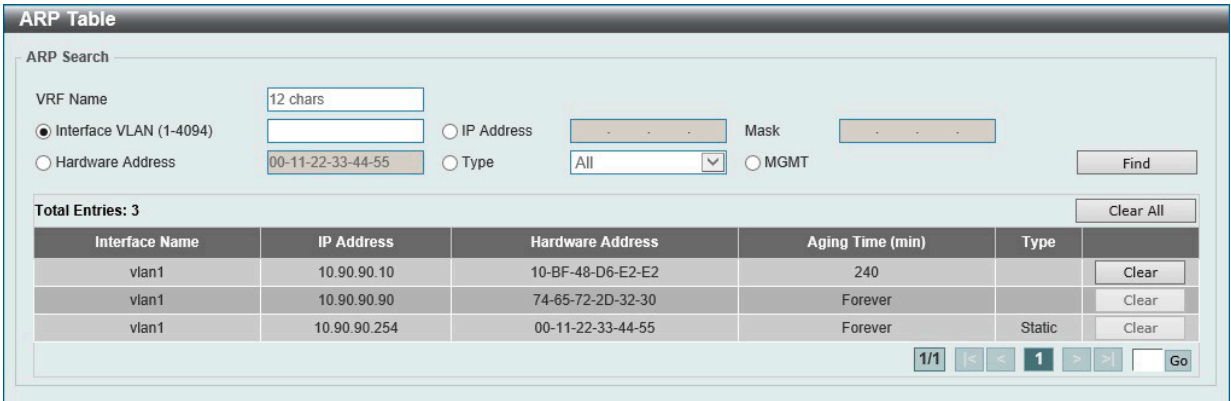 ARP Table
ARP Search
VRF Name 12 chars
Interface VLAN (1-4094) IP Address . . . Mask . . .
Hardware Address 00-11-22-33-44-55 Type All MGMT Find
Total Entries: 3 Clear All
Interface Name IP Address Hardware Address Aging Time (min) Type
vlan1 10.90.90.10 10-BF-48-D6-E2-E2 240 Clear
vlan1 10.90.90.90 74-65-72-2D-32-30 Forever Clear
vlan1 10.90.90.254 00-11-22-33-44-55 Forever Static Clear
1/1 |< < 1 > >| Go